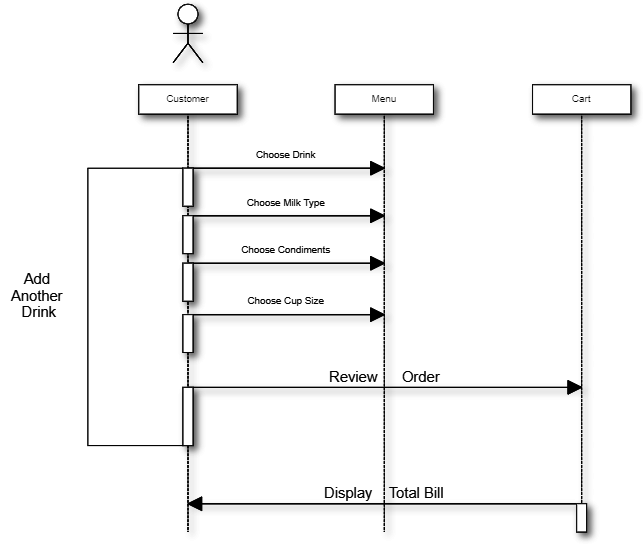 Customer
Menu
Cart
Choose Drink
Choose Milk Type
Choose Condiments
Choose Cup Size
Add
Another
Drink
Review Order
Display Total Bill